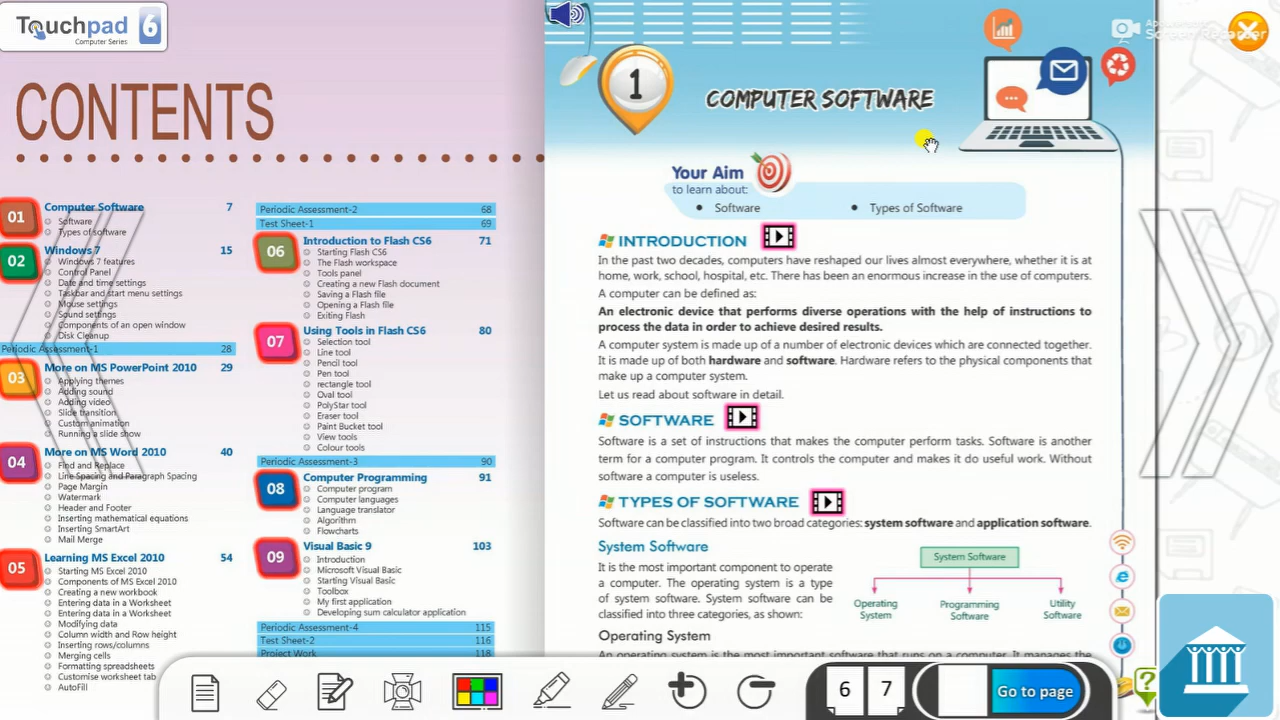 Touchpad 6
Computer Series
CONTENTS
01 Computer Software 7
Software
Types of software
02 Windows 7 15
Windows 7 features
Control Panel
Date and time settings
Taskbar and start menu settings
Mouse settings
Sound settings
Components of an open window
Disk Cleanup
Periodic Assessment-1 28
03 More on MS PowerPoint 2010 29
Applying themes
Adding sound
Adding video
Slide transition
Custom animation
Running a slide show
04 More on MS Word 2010 40
Find and Replace
Line Spacing and Paragraph Spacing
Page Margin
Watermark
Header and Footer
Inserting mathematical equations
Inserting SmartArt
Mail Merge
05 Learning MS Excel 2010 54
Starting MS Excel 2010
Components of MS Excel 2010
Creating a new workbook
Entering data in a Worksheet
Entering data in a Worksheet
Modifying data
Column width and Row height
Inserting rows/columns
Merging cells
Formatting spreadsheets
Customise worksheet tab
AutoFill
Periodic Assessment-2 68
Test Sheet-1 69
06 Introduction to Flash CS6 71
Starting Flash CS6
The Flash workspace
Tools panel
Creating a new Flash document
Saving a Flash file
Opening a Flash file
Exiting Flash
07 Using Tools in Flash CS6 80
Selection tool
Line tool
Pencil tool
Pen tool
rectangle tool
Oval tool
PolyStar tool
Eraser tool
Paint Bucket tool
View tools
Colour tools
Periodic Assessment-3 90
08 Computer Programming 91
Computer program
Computer languages
Language translator
Algorithm
Flowcharts
09 Visual Basic 9 103
Introduction
Microsoft Visual Basic
Starting Visual Basic
Toolbox
My first application
Developing sum calculator application
Periodic Assessment-4 115
Test Sheet-2 116
Project Work 118
1
COMPUTER SOFTWARE
Screen Recorder
Your Aim
to learn about:
• Software • Types of Software
INTRODUCTION
In the past two decades, computers have reshaped our lives almost everywhere, whether it is at
home, work, school, hospital, etc. There has been an enormous increase in the use of computers.
A computer can be defined as:
An electronic device that performs diverse operations with the help of instructions to
process the data in order to achieve desired results.
A computer system is made up of a number of electronic devices which are connected together.
It is made up of both hardware and software. Hardware refers to the physical components that
make up a computer system.
Let us read about software in detail.
SOFTWARE
Software is a set of instructions that makes the computer perform tasks. Software is another
term for a computer program. It controls the computer and makes it do useful work. Without
software a computer is useless.
TYPES OF SOFTWARE
Software can be classified into two broad categories: system software and application software.
System Software
It is the most important component to operate
a computer. The operating system is a type
of system software. System software can be
classified into three categories, as shown:
System Software
Operating System
Programming Software
Utility Software
Operating System
An operating system is the most important software that runs on a computer. It manages the
6 7 Go to page